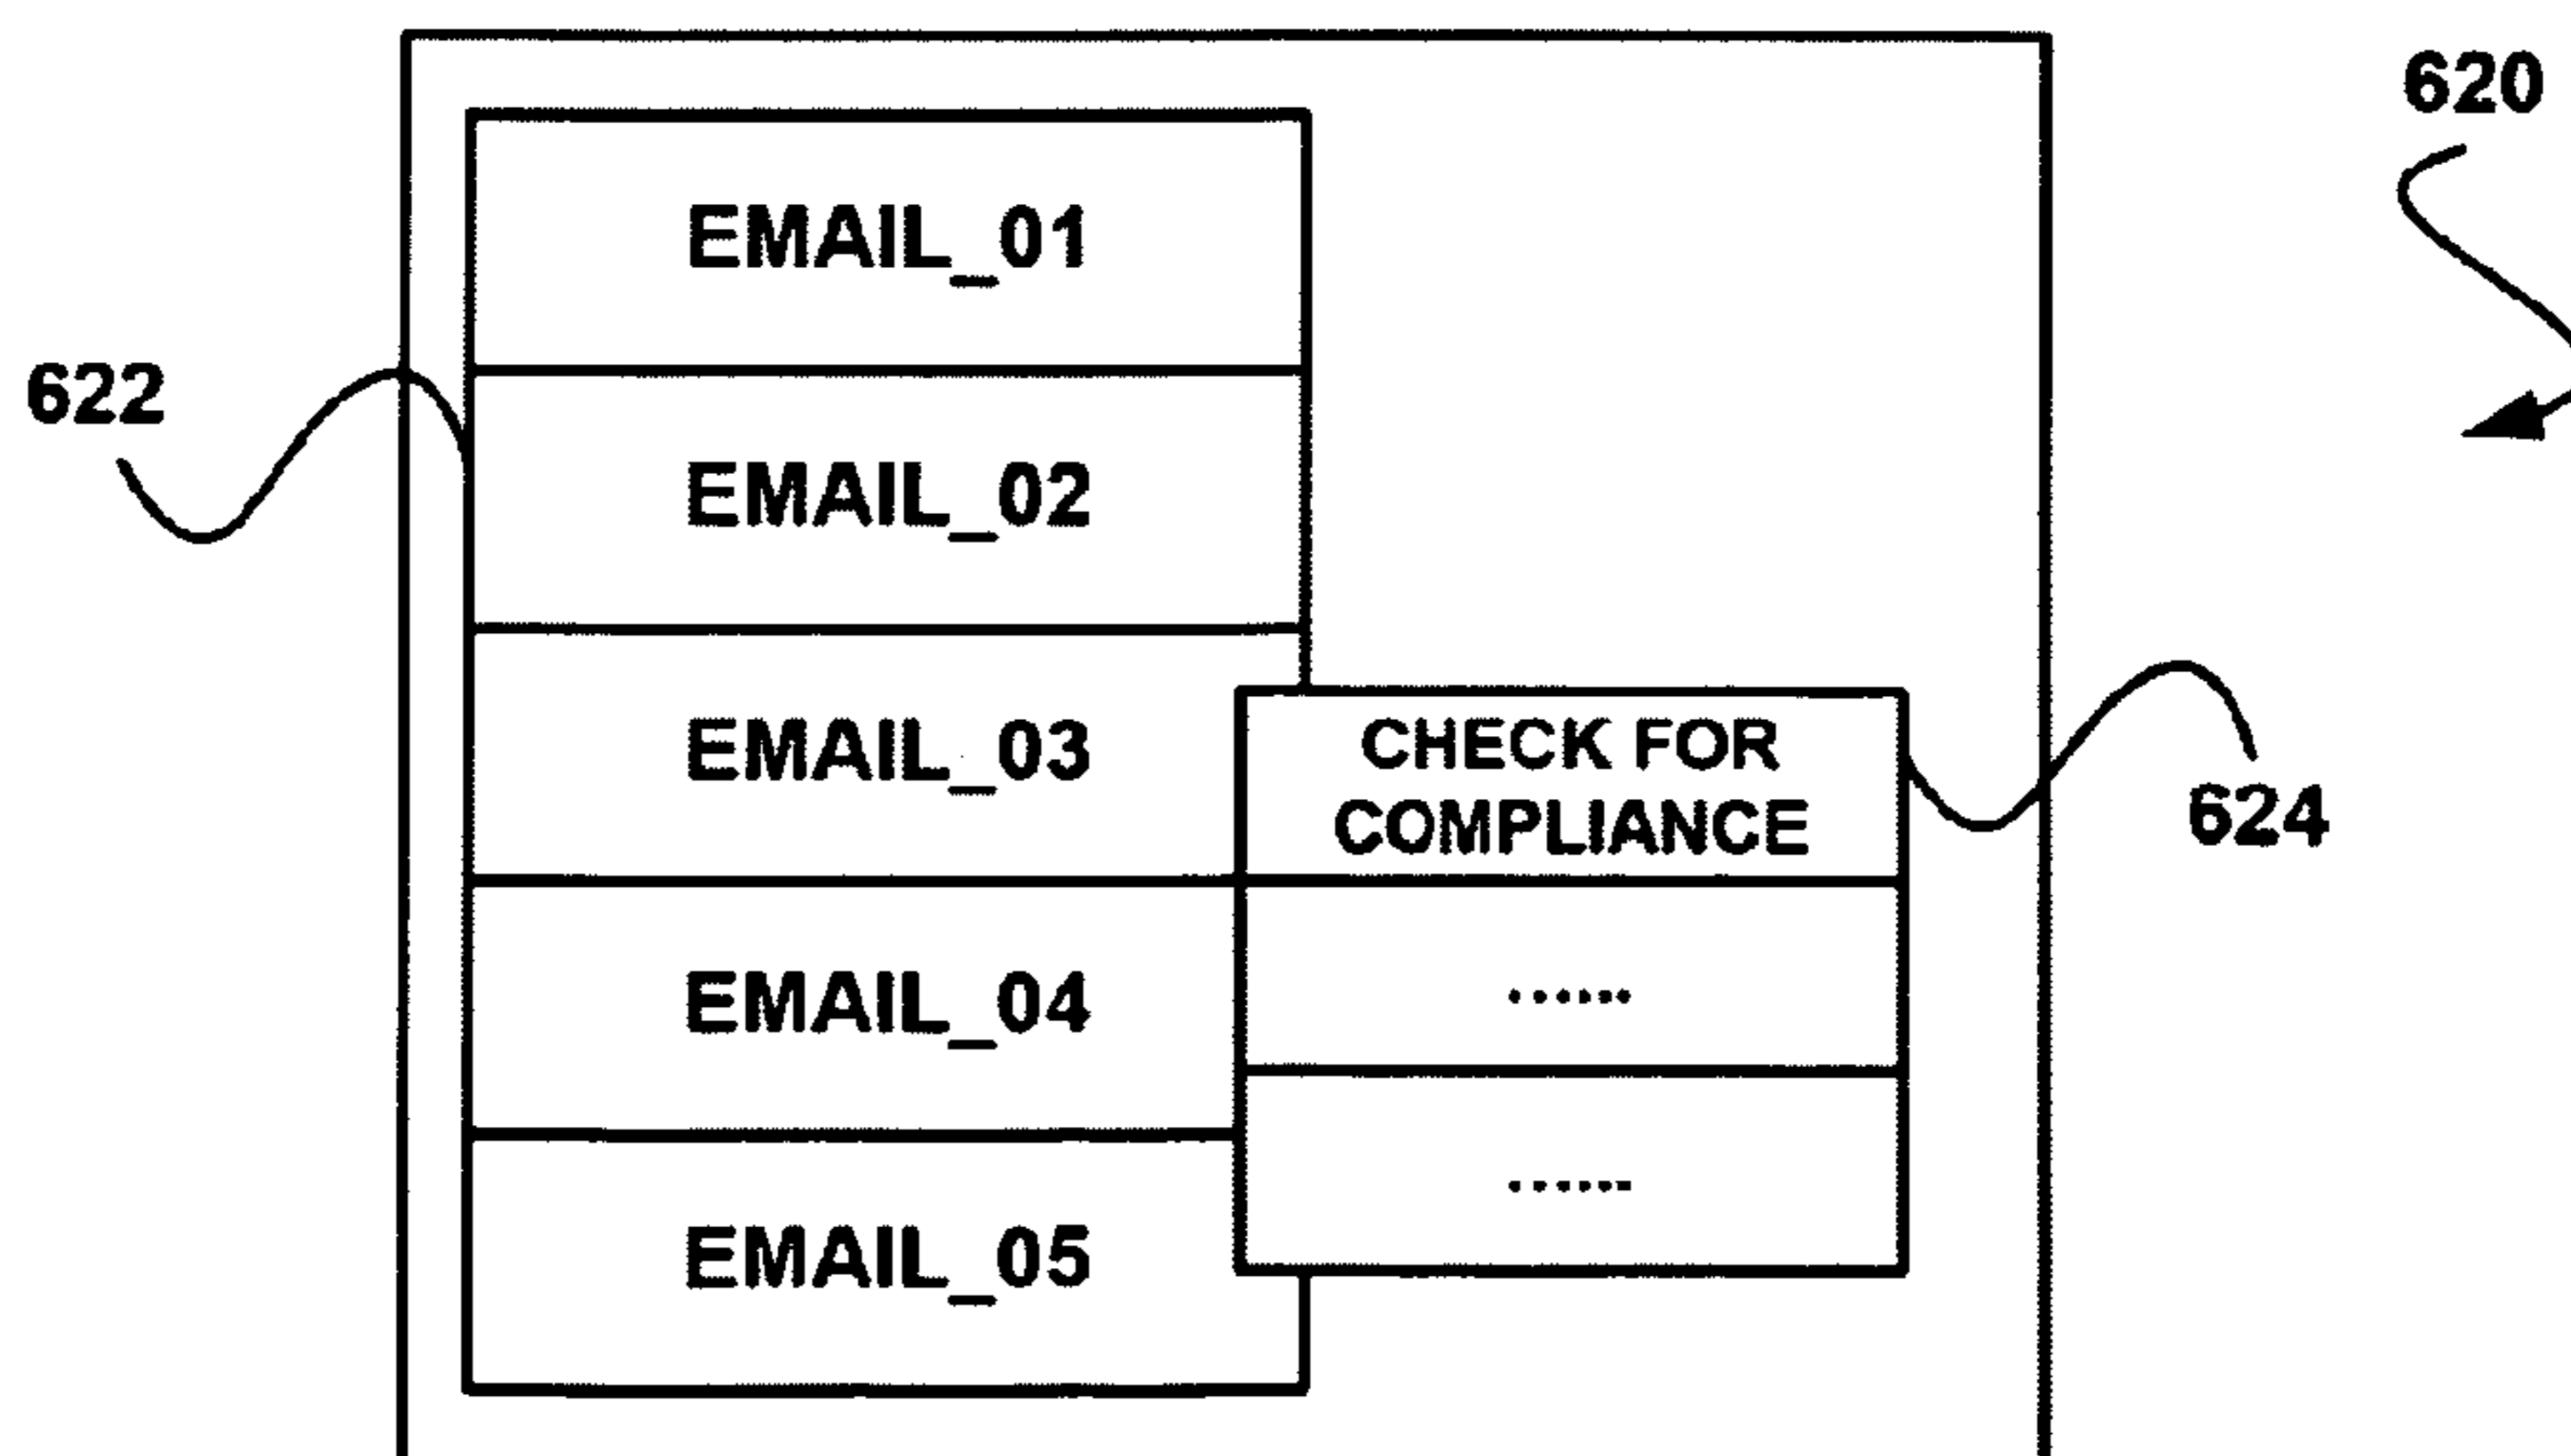 620
EMAIL_01
622
EMAIL_02
EMAIL_03
CHECK FOR
COMPLIANCE
624
EMAIL_04
......
EMAIL_05
......